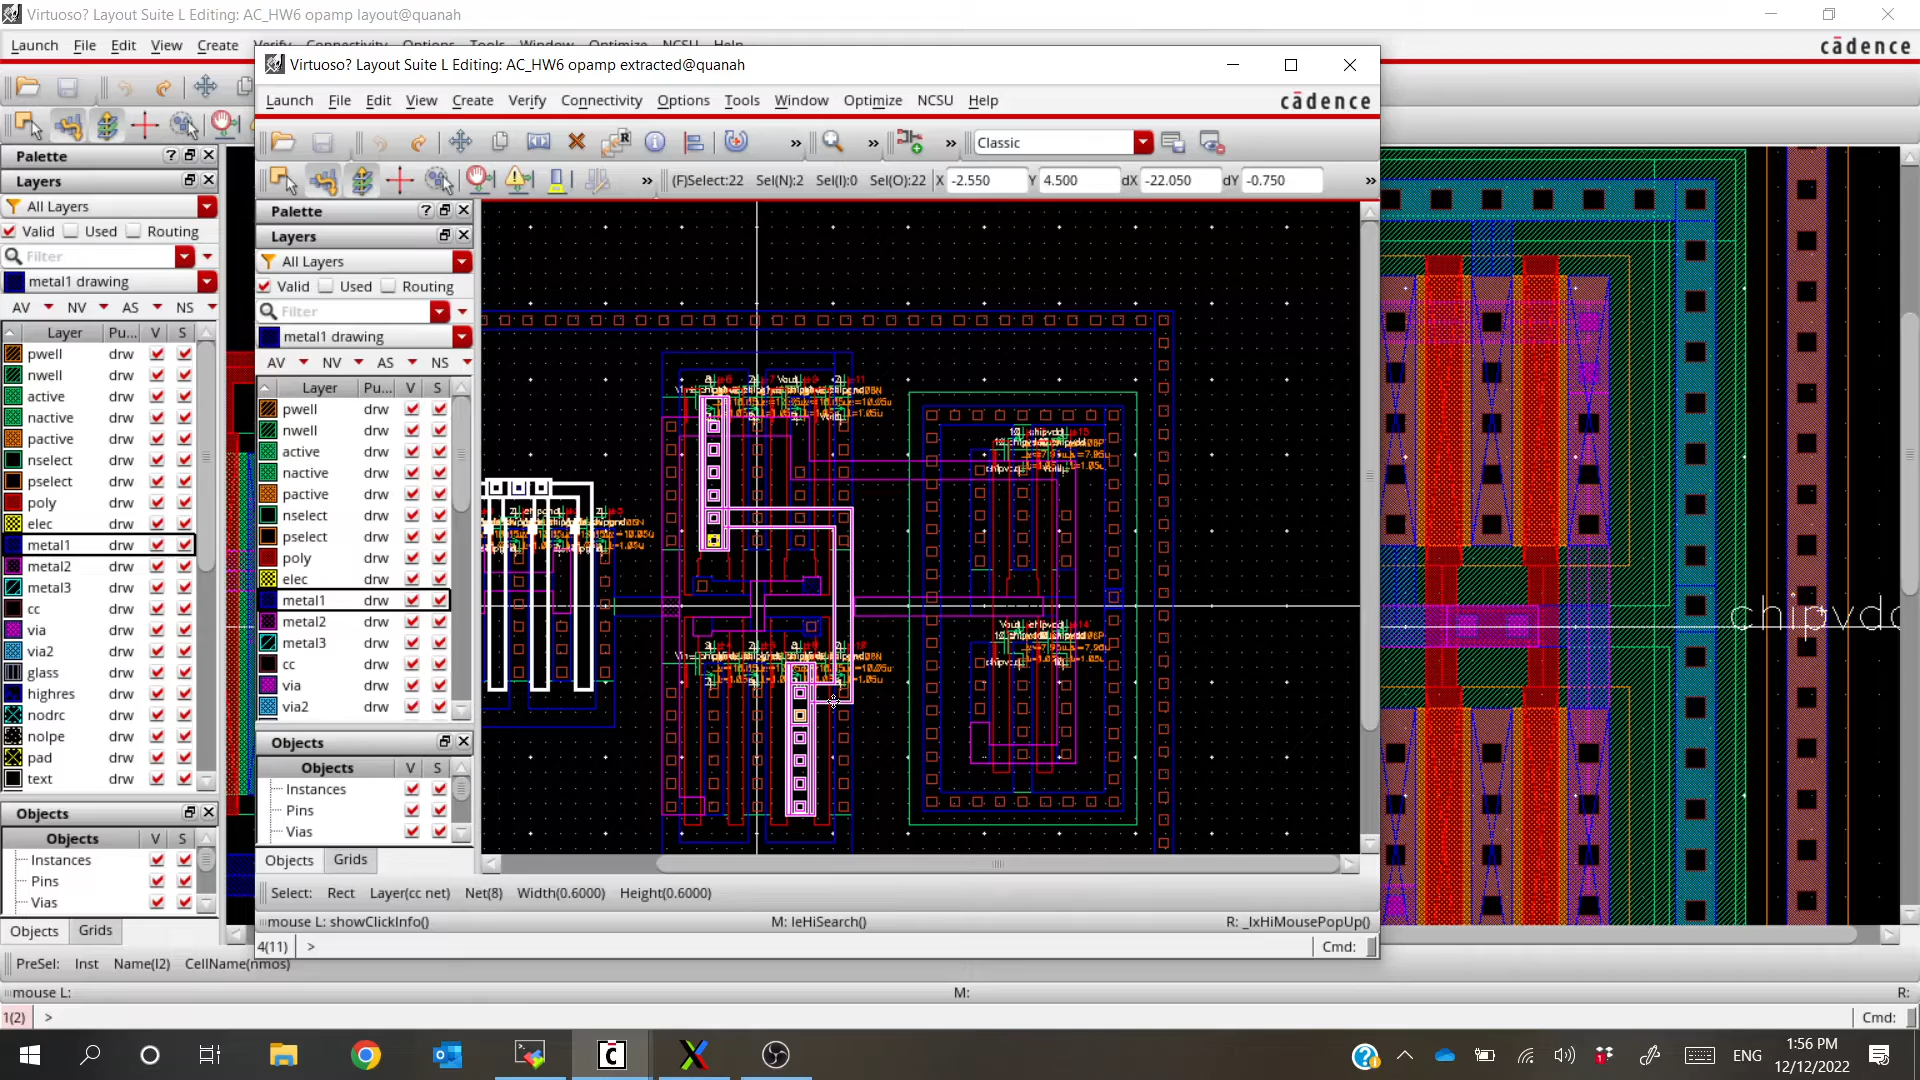 Virtuoso? Layout Suite L Editing: AC_HW6 opamp layout@quanah
Launch File Edit View Create Verify Connectivity Options Tools Window Optimize NCSU Help
cādence
Palette
Layers
All Layers
Valid Used Routing
Filter
metal1 drawing
AV NV AS NS
Layer Pu... V S
pwell drw
nwell drw
active drw
nactive drw
pactive drw
nselect drw
pselect drw
poly drw
elec drw
metal1 drw
metal2 drw
metal3 drw
cc drw
via drw
via2 drw
glass drw
highres drw
nodrc drw
nolpe drw
pad drw
text drw
Objects
Objects V S
Instances
Pins
Vias
Objects Grids
PreSel: Inst Name(I2) CellName(nmos)
mouse L: M: R:
1(2) > Cmd:
Virtuoso? Layout Suite L Editing: AC_HW6 opamp extracted@quanah
Launch File Edit View Create Verify Connectivity Options Tools Window Optimize NCSU Help
cādence
Classic
(F)Select:22 Sel(N):2 Sel(I):0 Sel(O):22 X -2.550 Y 4.500 dX -22.050 dY -0.750
Palette
Layers
All Layers
Valid Used Routing
Filter
metal1 drawing
AV NV AS NS
Layer Pu... V S
pwell drw
nwell drw
active drw
nactive drw
pactive drw
nselect drw
pselect drw
poly drw
elec drw
metal1 drw
metal2 drw
metal3 drw
cc drw
via drw
via2 drw
Objects
Objects V S
Instances
Pins
Vias
Objects Grids
Select: Rect Layer(cc net) Net(8) Width(0.6000) Height(0.6000)
mouse L: showClickInfo() M: leHiSearch() R: _lxHiMousePopUp()
4(11) > Cmd:
ENG
1:56 PM
12/12/2022